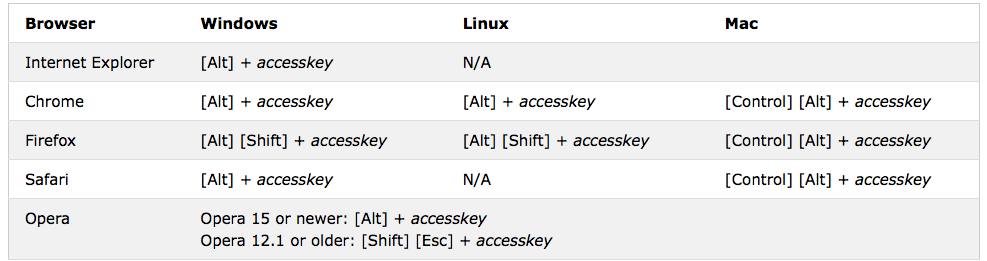 Browser Windows Linux Mac
Internet Explorer [Alt] + accesskey N/A
Chrome [Alt] + accesskey [Alt] + accesskey [Control] [Alt] + accesskey
Firefox [Alt] [Shift] + accesskey [Alt] [Shift] + accesskey [Control] [Alt] + accesskey
Safari [Alt] + accesskey N/A [Control] [Alt] + accesskey
Opera Opera 15 or newer: [Alt] + accesskey
Opera 12.1 or older: [Shift] [Esc] + accesskey